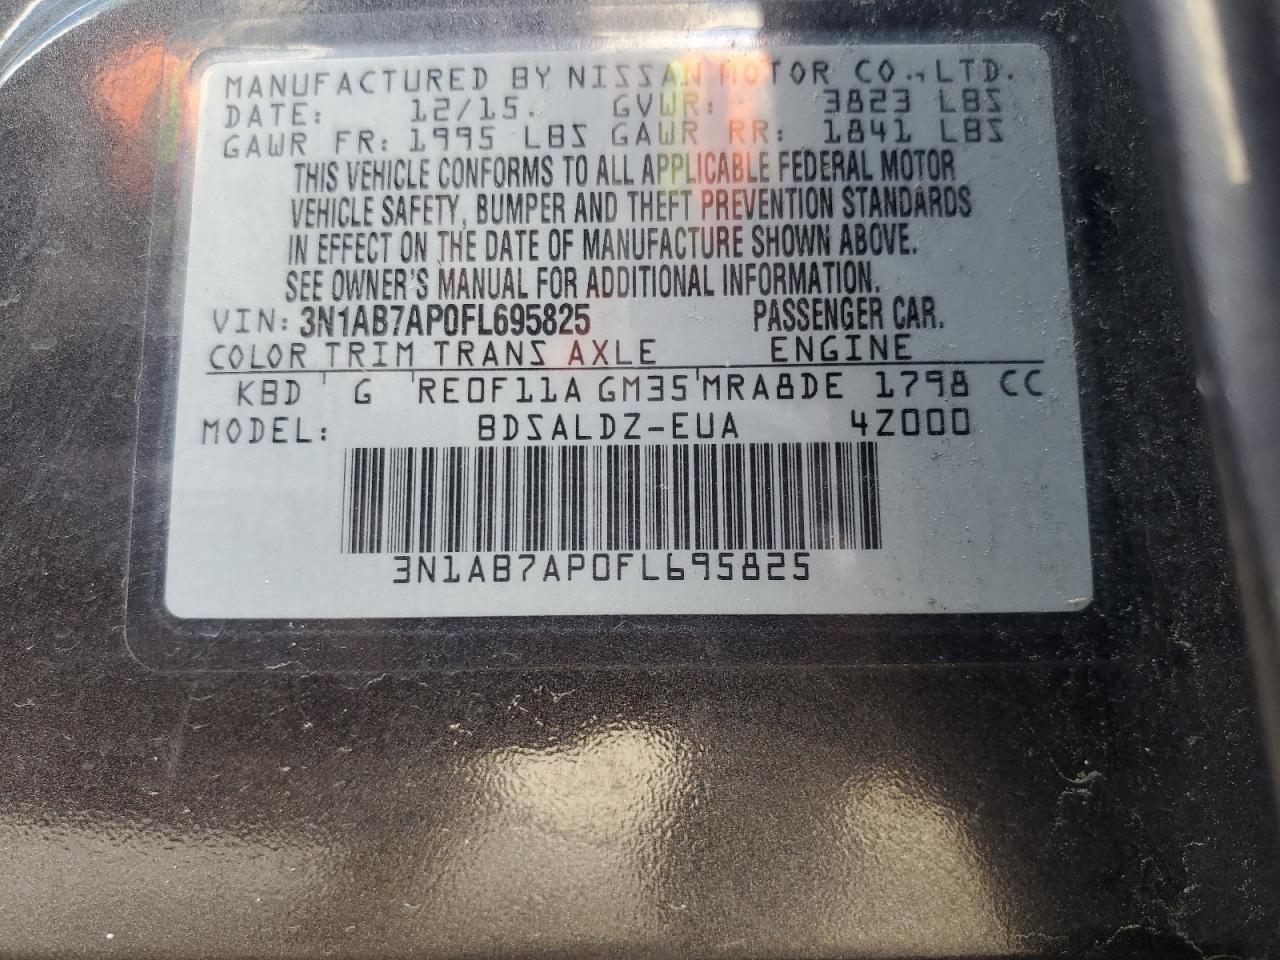 MANUFACTURED BY NISSAN MOTOR CO., LTD.
DATE: 12/15. GVWR: 3823 LBS
GAWR FR: 1995 LBS GAWR RR: 1841 LBS
THIS VEHICLE CONFORMS TO ALL APPLICABLE FEDERAL MOTOR
VEHICLE SAFETY, BUMPER AND THEFT PREVENTION STANDARDS
IN EFFECT ON THE DATE OF MANUFACTURE SHOWN ABOVE.
SEE OWNER'S MANUAL FOR ADDITIONAL INFORMATION.
VIN: 3N1AB7AP0FL695825 PASSENGER CAR.
COLOR TRIM TRANS AXLE ENGINE
KBD G RE0F11A GM35 MRA8DE 1798 CC
MODEL: BDSALDZ-EUA 4Z000
3N1AB7AP0FL695825